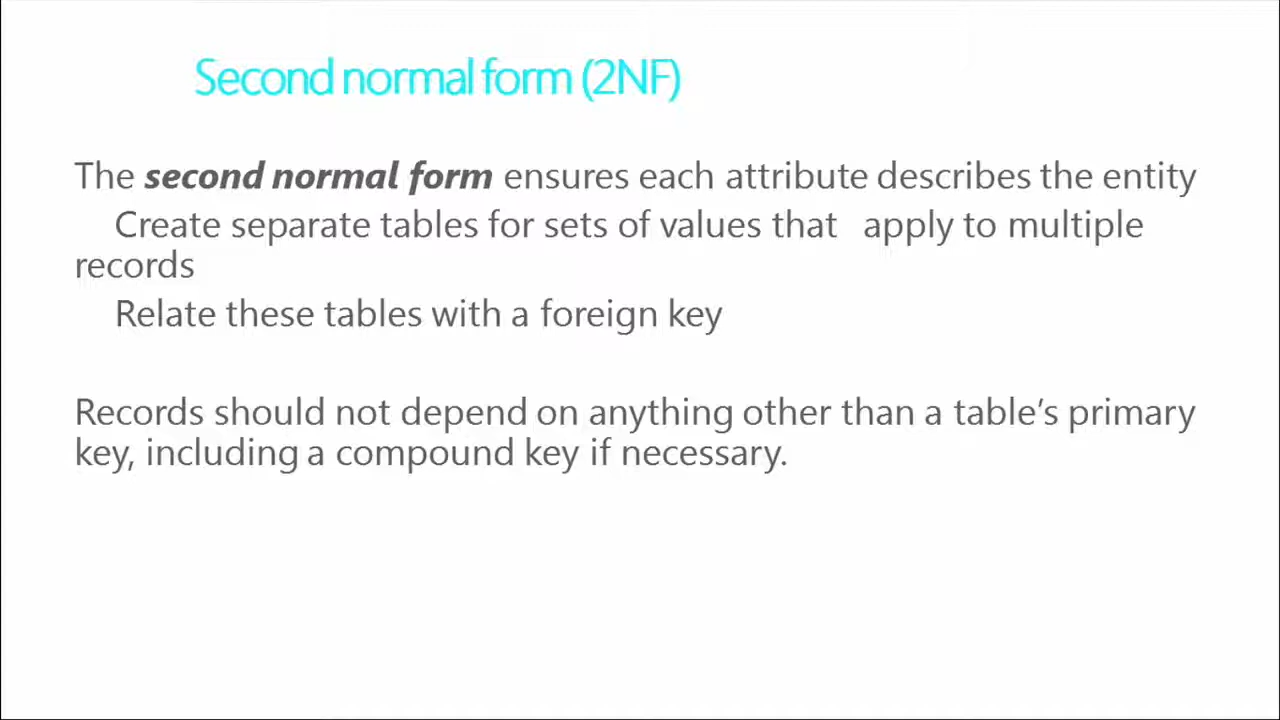 Second normal form (2NF)
The second normal form ensures each attribute describes the entity
Create separate tables for sets of values that apply to multiple
records
Relate these tables with a foreign key
Records should not depend on anything other than a table’s primary
key, including a compound key if necessary.